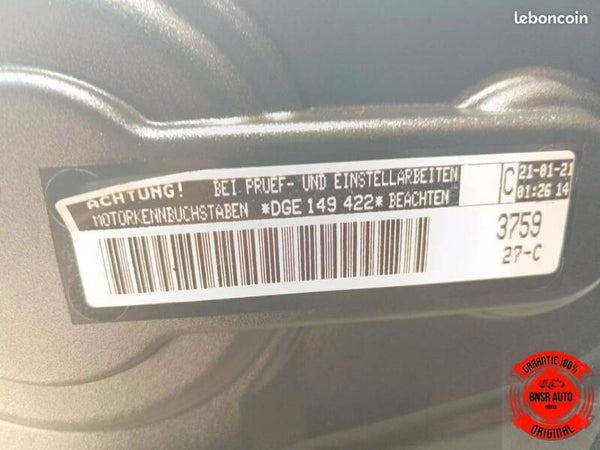 leboncoin
ACHTUNG! BEI PRUEF- UND EINSTELLARBEITEN
MOTORKENNBUCHSTABEN *DGE 149 422* BEACHTEN
C 21-01-21
01:26 14
3759
27-C
GARANTIE 100%
BNSR AUTO
PIÈCES
ORIGINAL